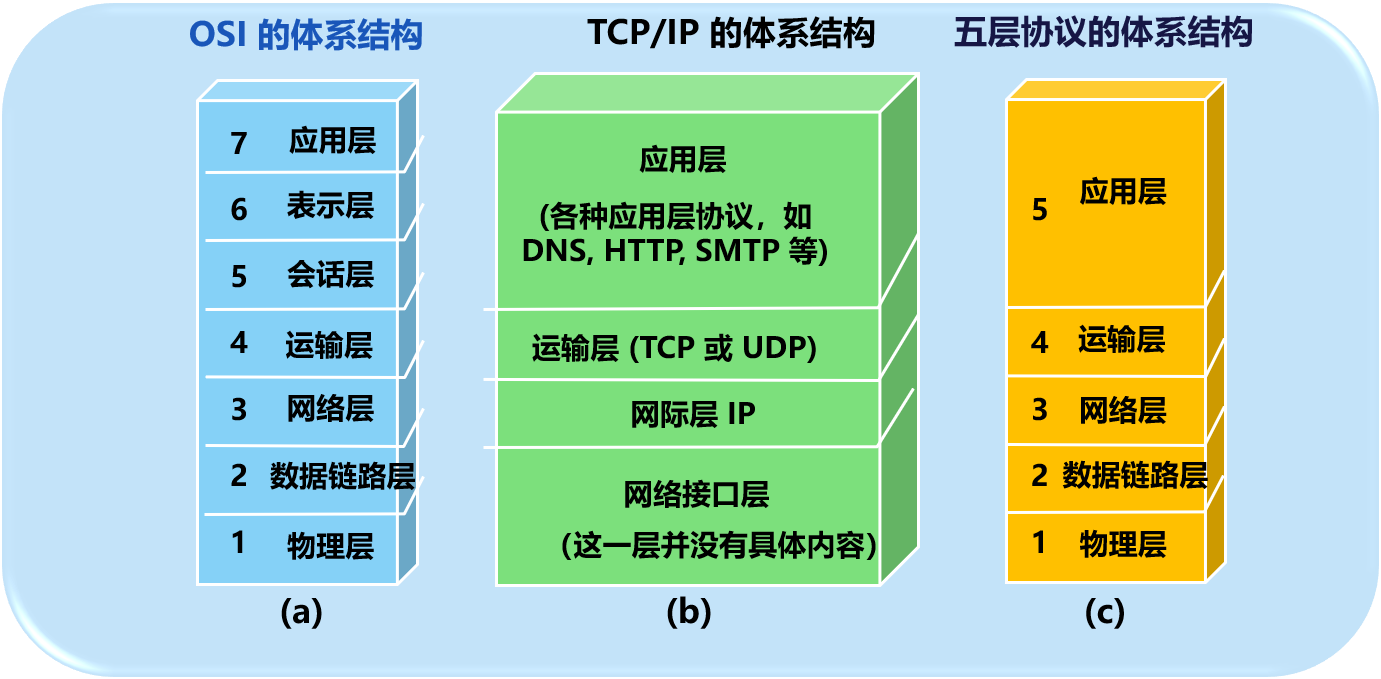 OSI 的体系结构
TCP/IP 的体系结构
五层协议的体系结构
7 应用层
6 表示层
5 会话层
4 运输层
3 网络层
2 数据链路层
1 物理层
(a)
应用层
(各种应用层协议，如
DNS, HTTP, SMTP 等)
运输层 (TCP 或 UDP)
网际层 IP
网络接口层
（这一层并没有具体内容）
(b)
5 应用层
4 运输层
3 网络层
2 数据链路层
1 物理层
(c)